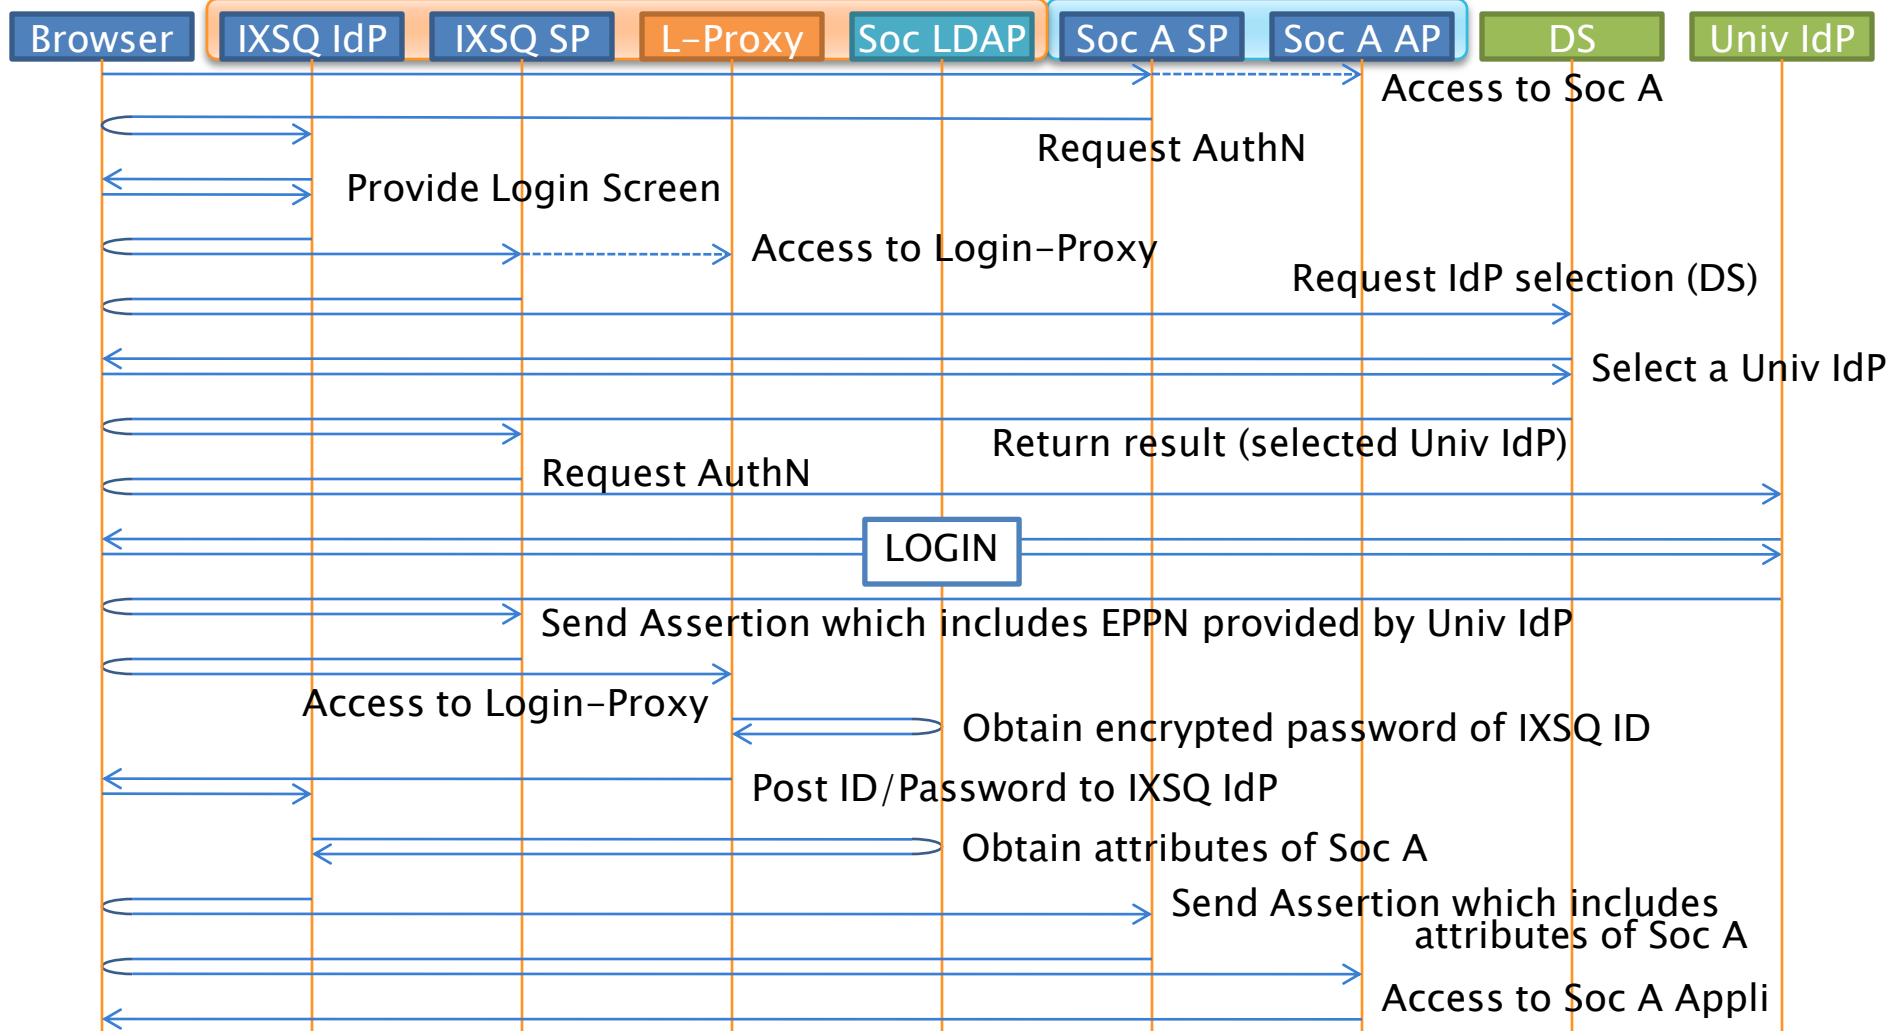 Browser
IXSQ IdP
IXSQ SP
L-Proxy
Soc LDAP
Soc A SP
Soc A AP
DS
Univ IdP
Access to Soc A
Request AuthN
Provide Login Screen
Access to Login-Proxy
Request IdP selection (DS)
Select a Univ IdP
Return result (selected Univ IdP)
Request AuthN
LOGIN
Send Assertion which includes EPPN provided by Univ IdP
Access to Login-Proxy
Obtain encrypted password of IXSQ ID
Post ID/Password to IXSQ IdP
Obtain attributes of Soc A
Send Assertion which includes
attributes of Soc A
Access to Soc A Appli